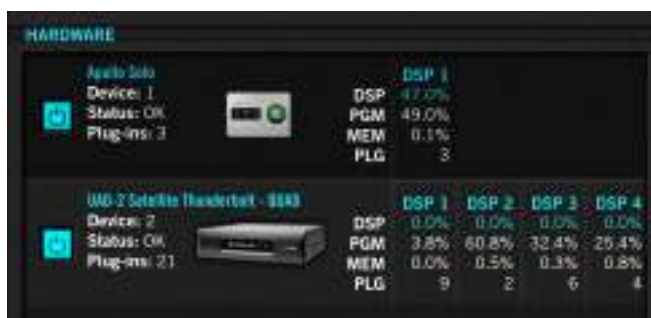 HARDWARE
Apollo Solo
Device: 1
Status: OK
Plug-ins: 3
DSP 1
DSP 47.0%
PGM 49.0%
MEM 0.1%
PLG 3
UAD-2 Satellite Thunderbolt - QUAD
Device: 2
Status: OK
Plug-ins: 21
DSP 1 DSP 2 DSP 3 DSP 4
DSP 0.0% 0.0% 0.0% 0.0%
PGM 3.8% 60.8% 32.4% 25.4%
MEM 0.0% 0.5% 0.3% 0.8%
PLG 9 2 6 4